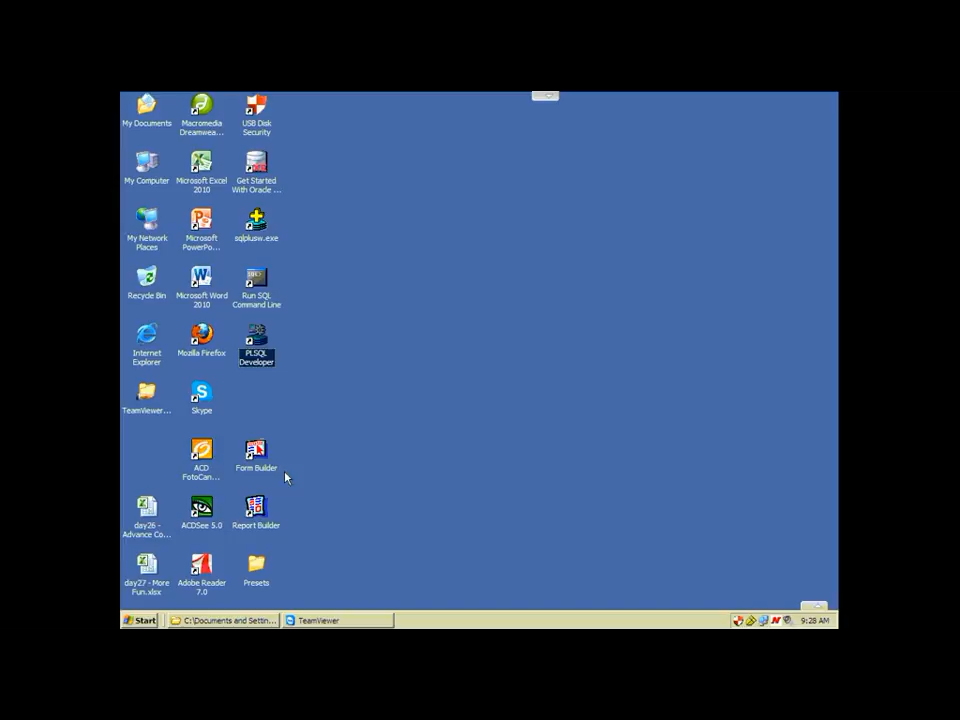 My Documents
Macromedia
Dreamwea...
USB Disk
Security
My Computer
Microsoft Excel
2010
Get Started
With Oracle ...
My Network
Places
Microsoft
PowerPo...
sqlplusw.exe
Recycle Bin
Microsoft Word
2010
Run SQL
Command Line
Internet
Explorer
Mozilla Firefox
PLSQL
Developer
TeamViewer...
Skype
ACD
FotoCan...
Form Builder
day26 -
Advance Co...
ACDSee 5.0
Report Builder
day27 - More
Fun.xlsx
Adobe Reader
7.0
Presets
Start
C:\Documents and Settin...
TeamViewer
9:28 AM